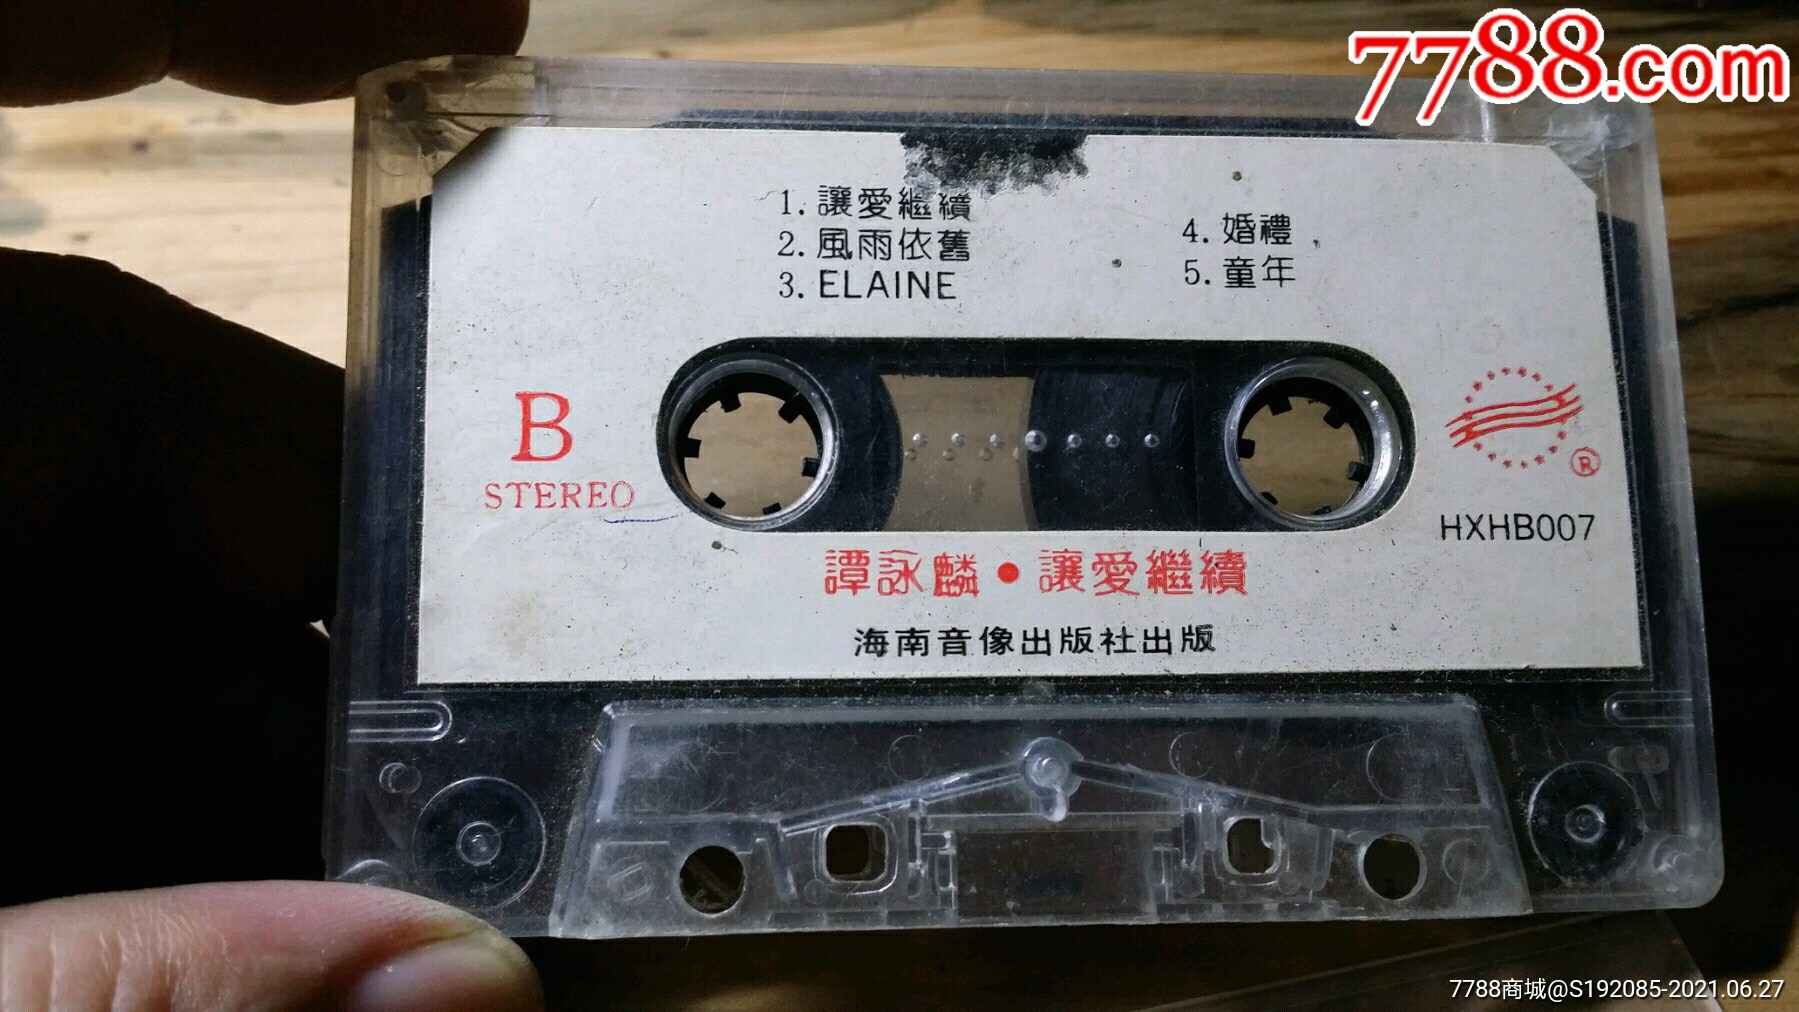 7788.com
1. 讓愛繼續
2. 風雨依舊
3. ELAINE
4. 婚禮
5. 童年
B
STEREO
®
HXHB007
譚詠麟·讓愛繼續
海南音像出版社出版
7788商城@S192085-2021.06.27